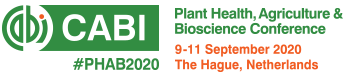 CABI
#PHAB2020
Plant Health, Agriculture &
Bioscience Conference
9-11 September 2020
The Hague, Netherlands